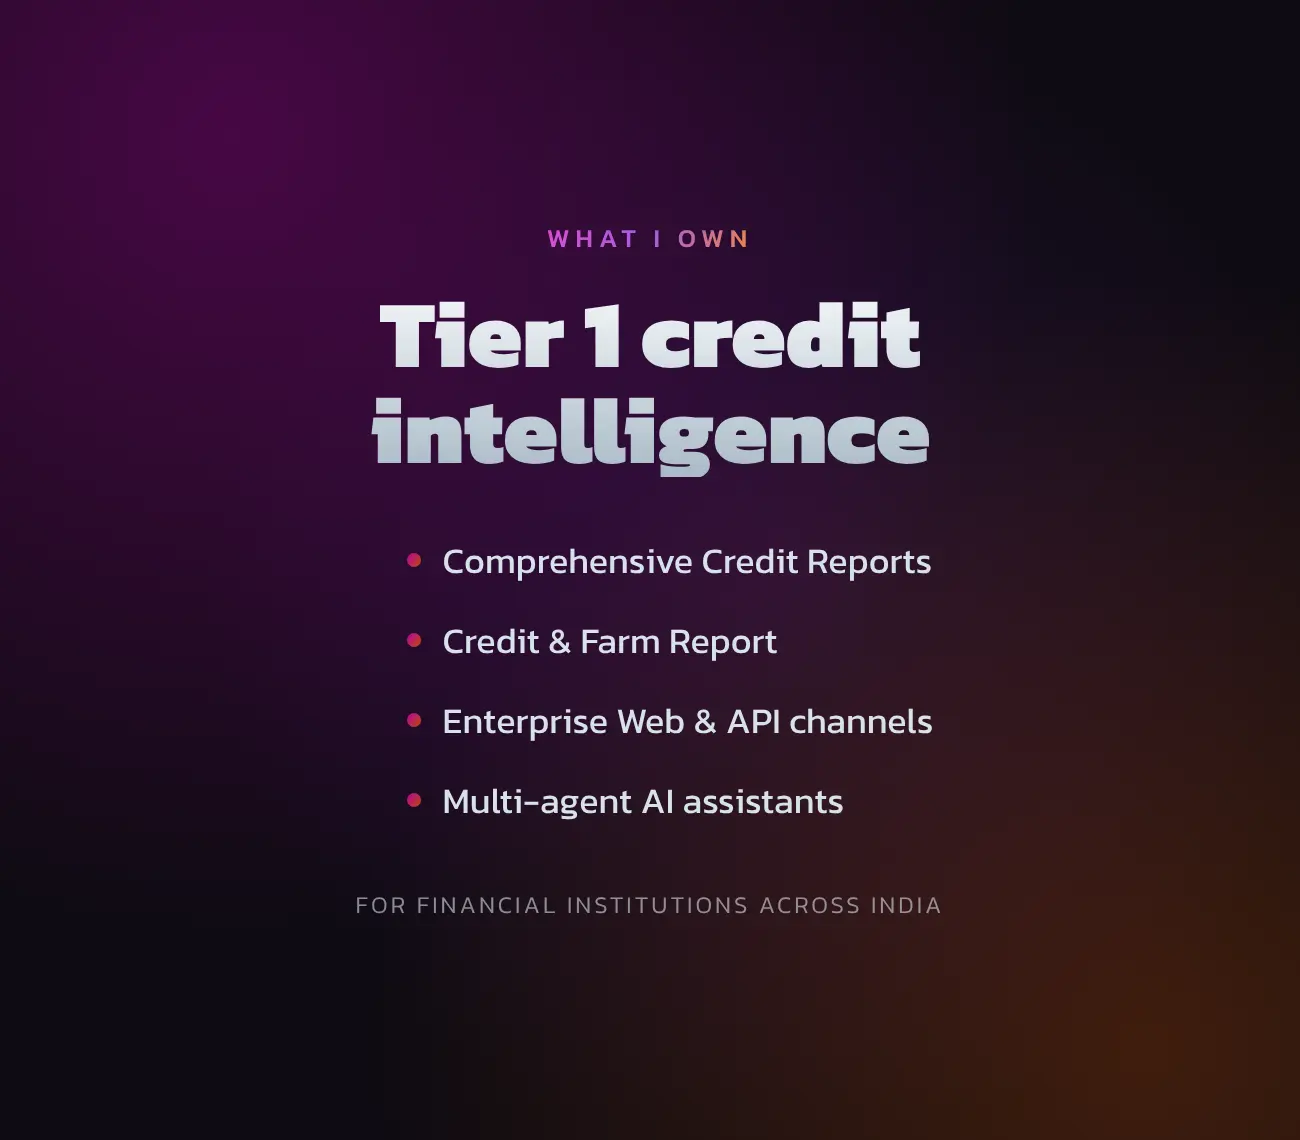 WHAT I OWN
Tier 1 credit
intelligence
Comprehensive Credit Reports
Credit & Farm Report
Enterprise Web & API channels
Multi-agent AI assistants
FOR FINANCIAL INSTITUTIONS ACROSS INDIA